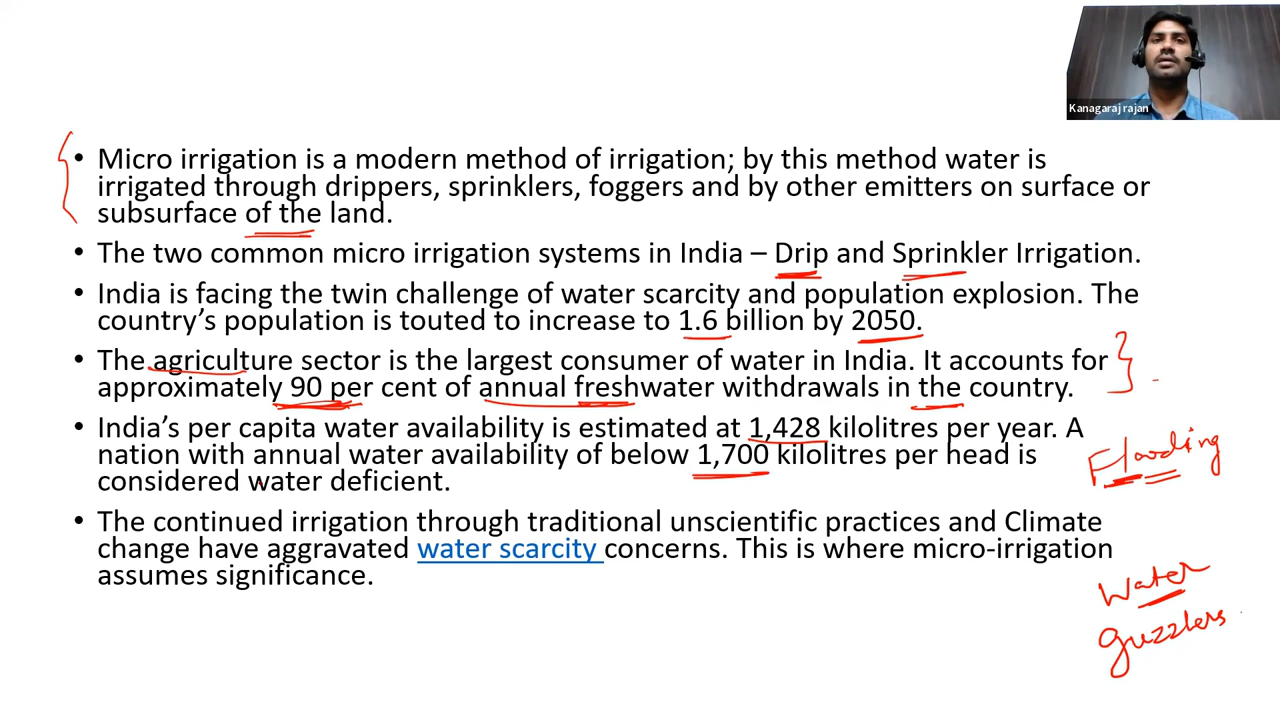 Kanagaraj rajan
• Micro irrigation is a modern method of irrigation; by this method water is
irrigated through drippers, sprinklers, foggers and by other emitters on surface or
subsurface of the land.
• The two common micro irrigation systems in India – Drip and Sprinkler Irrigation.
• India is facing the twin challenge of water scarcity and population explosion. The
country’s population is touted to increase to 1.6 billion by 2050.
• The agriculture sector is the largest consumer of water in India. It accounts for
approximately 90 per cent of annual freshwater withdrawals in the country.
• India’s per capita water availability is estimated at 1,428 kilolitres per year. A
nation with annual water availability of below 1,700 kilolitres per head is
considered water deficient.
Flooding
• The continued irrigation through traditional unscientific practices and Climate
change have aggravated water scarcity concerns. This is where micro-irrigation
assumes significance.
Water
guzzlers